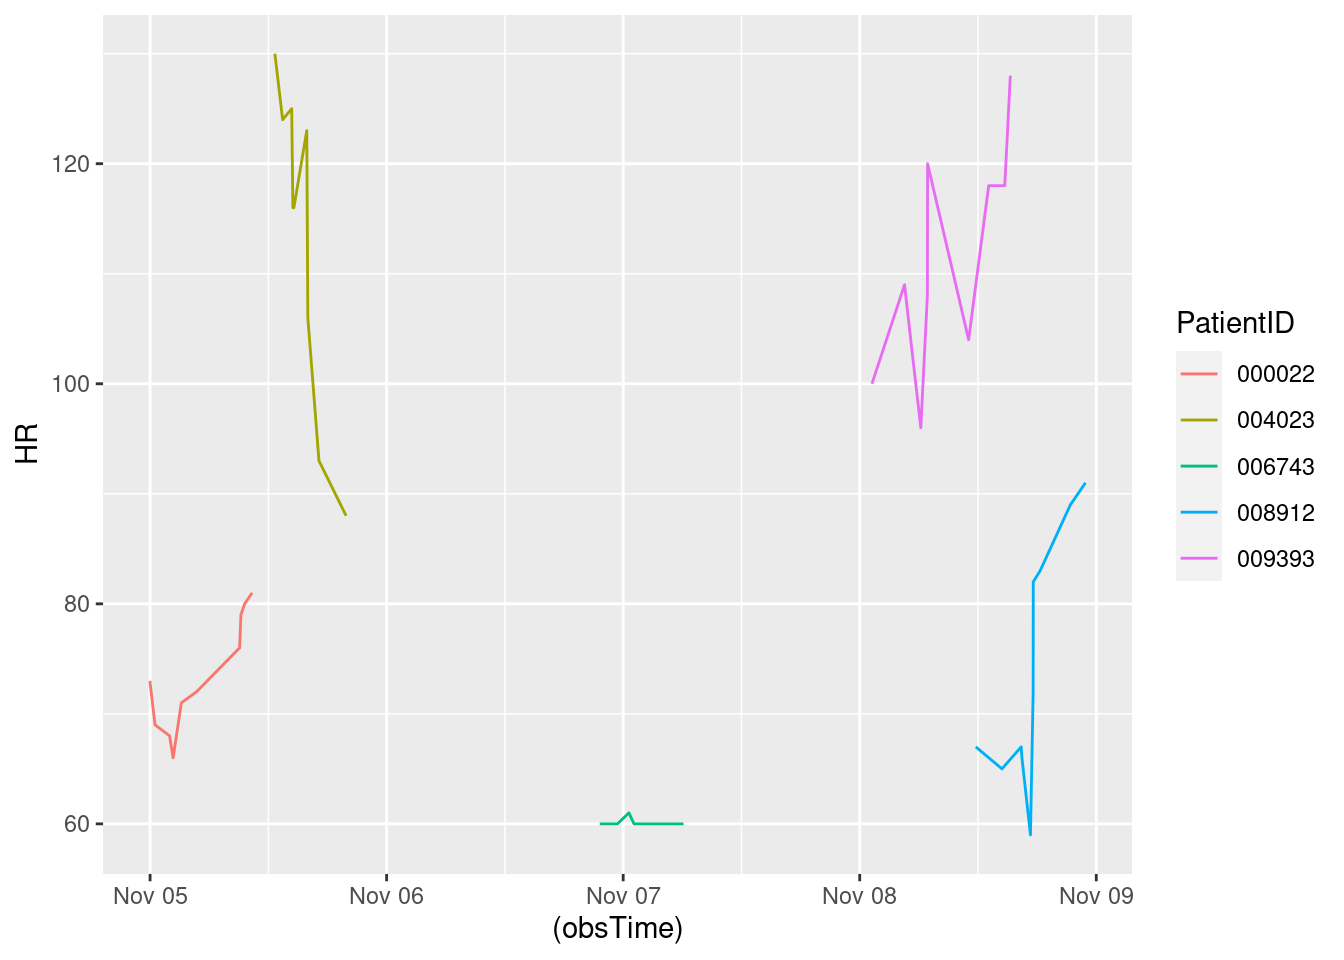 120
100
80
60
HR
Nov 05
Nov 06
Nov 07
Nov 08
Nov 09
(obsTime)
PatientID
000022
004023
006743
008912
009393